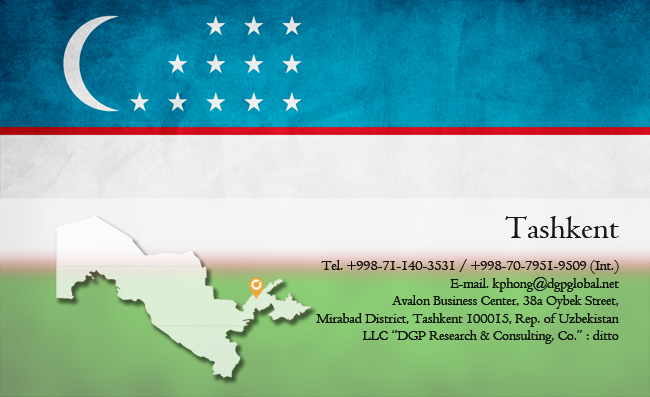 Tashkent
Tel. +998-71-140-3531 / +998-70-7951-9509 (Int.)
E-mail. kphong@dgpglobal.net
Avalon Business Center, 38a Oybek Street,
Mirabad District, Tashkent 100015, Rep. of Uzbekistan
LLC “DGP Research & Consulting, Co.” : ditto